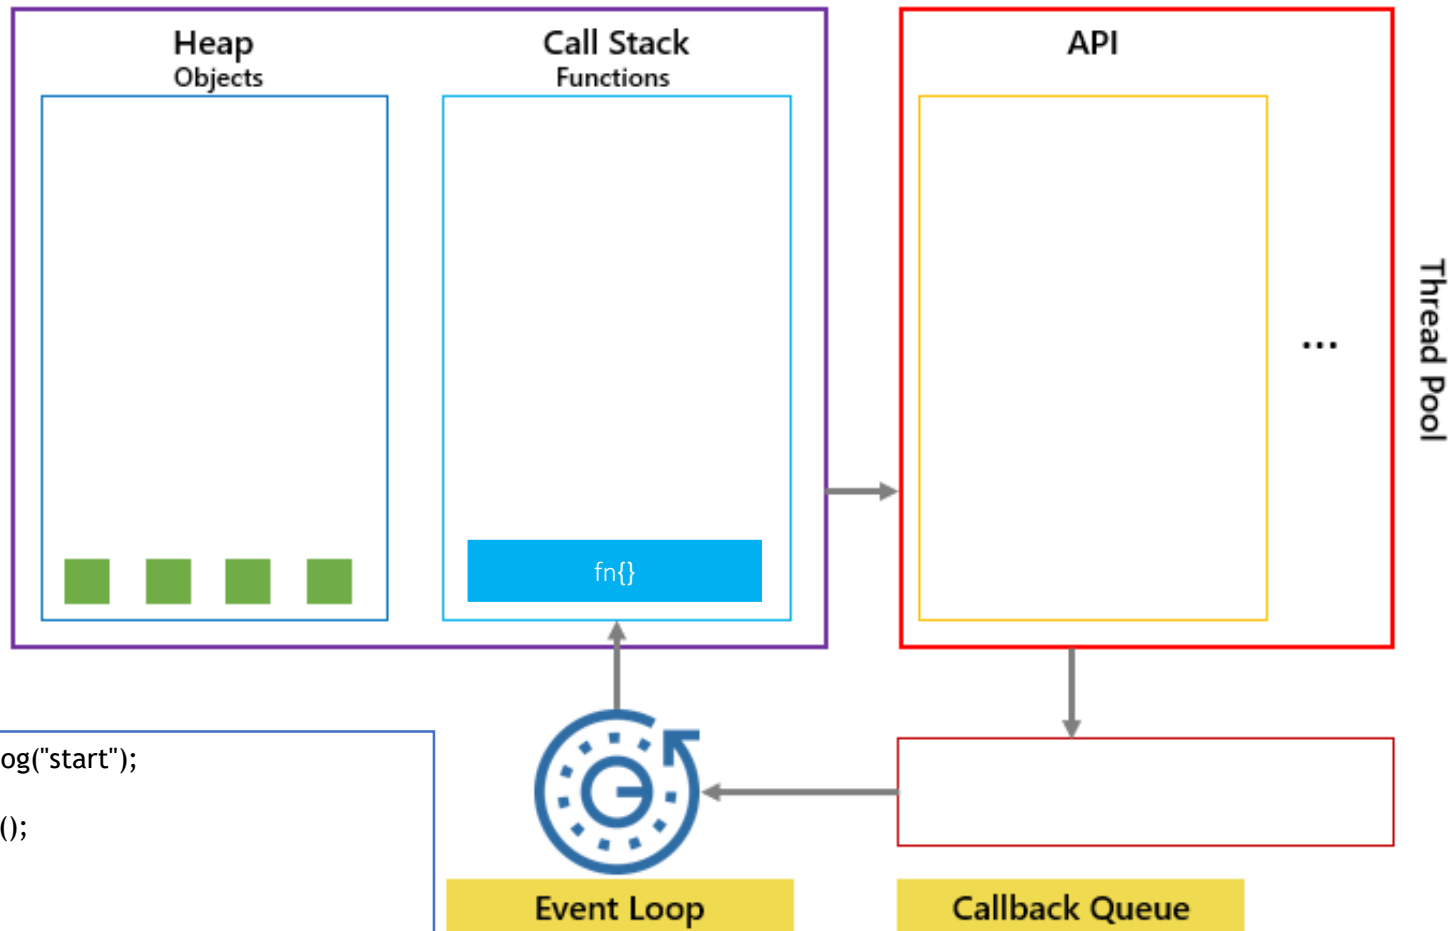 Heap
Objects
Call Stack
Functions
API
...
Thread Pool
fn{}
og("start");
();
Event Loop
Callback Queue